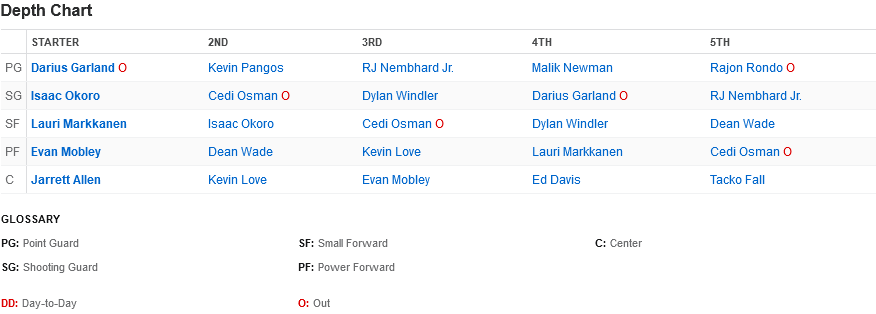 Depth Chart
STARTER 2ND 3RD 4TH 5TH
PG Darius Garland O Kevin Pangos RJ Nembhard Jr. Malik Newman Rajon Rondo O
SG Isaac Okoro Cedi Osman O Dylan Windler Darius Garland O RJ Nembhard Jr.
SF Lauri Markkanen Isaac Okoro Cedi Osman O Dylan Windler Dean Wade
PF Evan Mobley Dean Wade Kevin Love Lauri Markkanen Cedi Osman O
C Jarrett Allen Kevin Love Evan Mobley Ed Davis Tacko Fall
GLOSSARY
PG: Point Guard SF: Small Forward C: Center
SG: Shooting Guard PF: Power Forward
DD: Day-to-Day O: Out